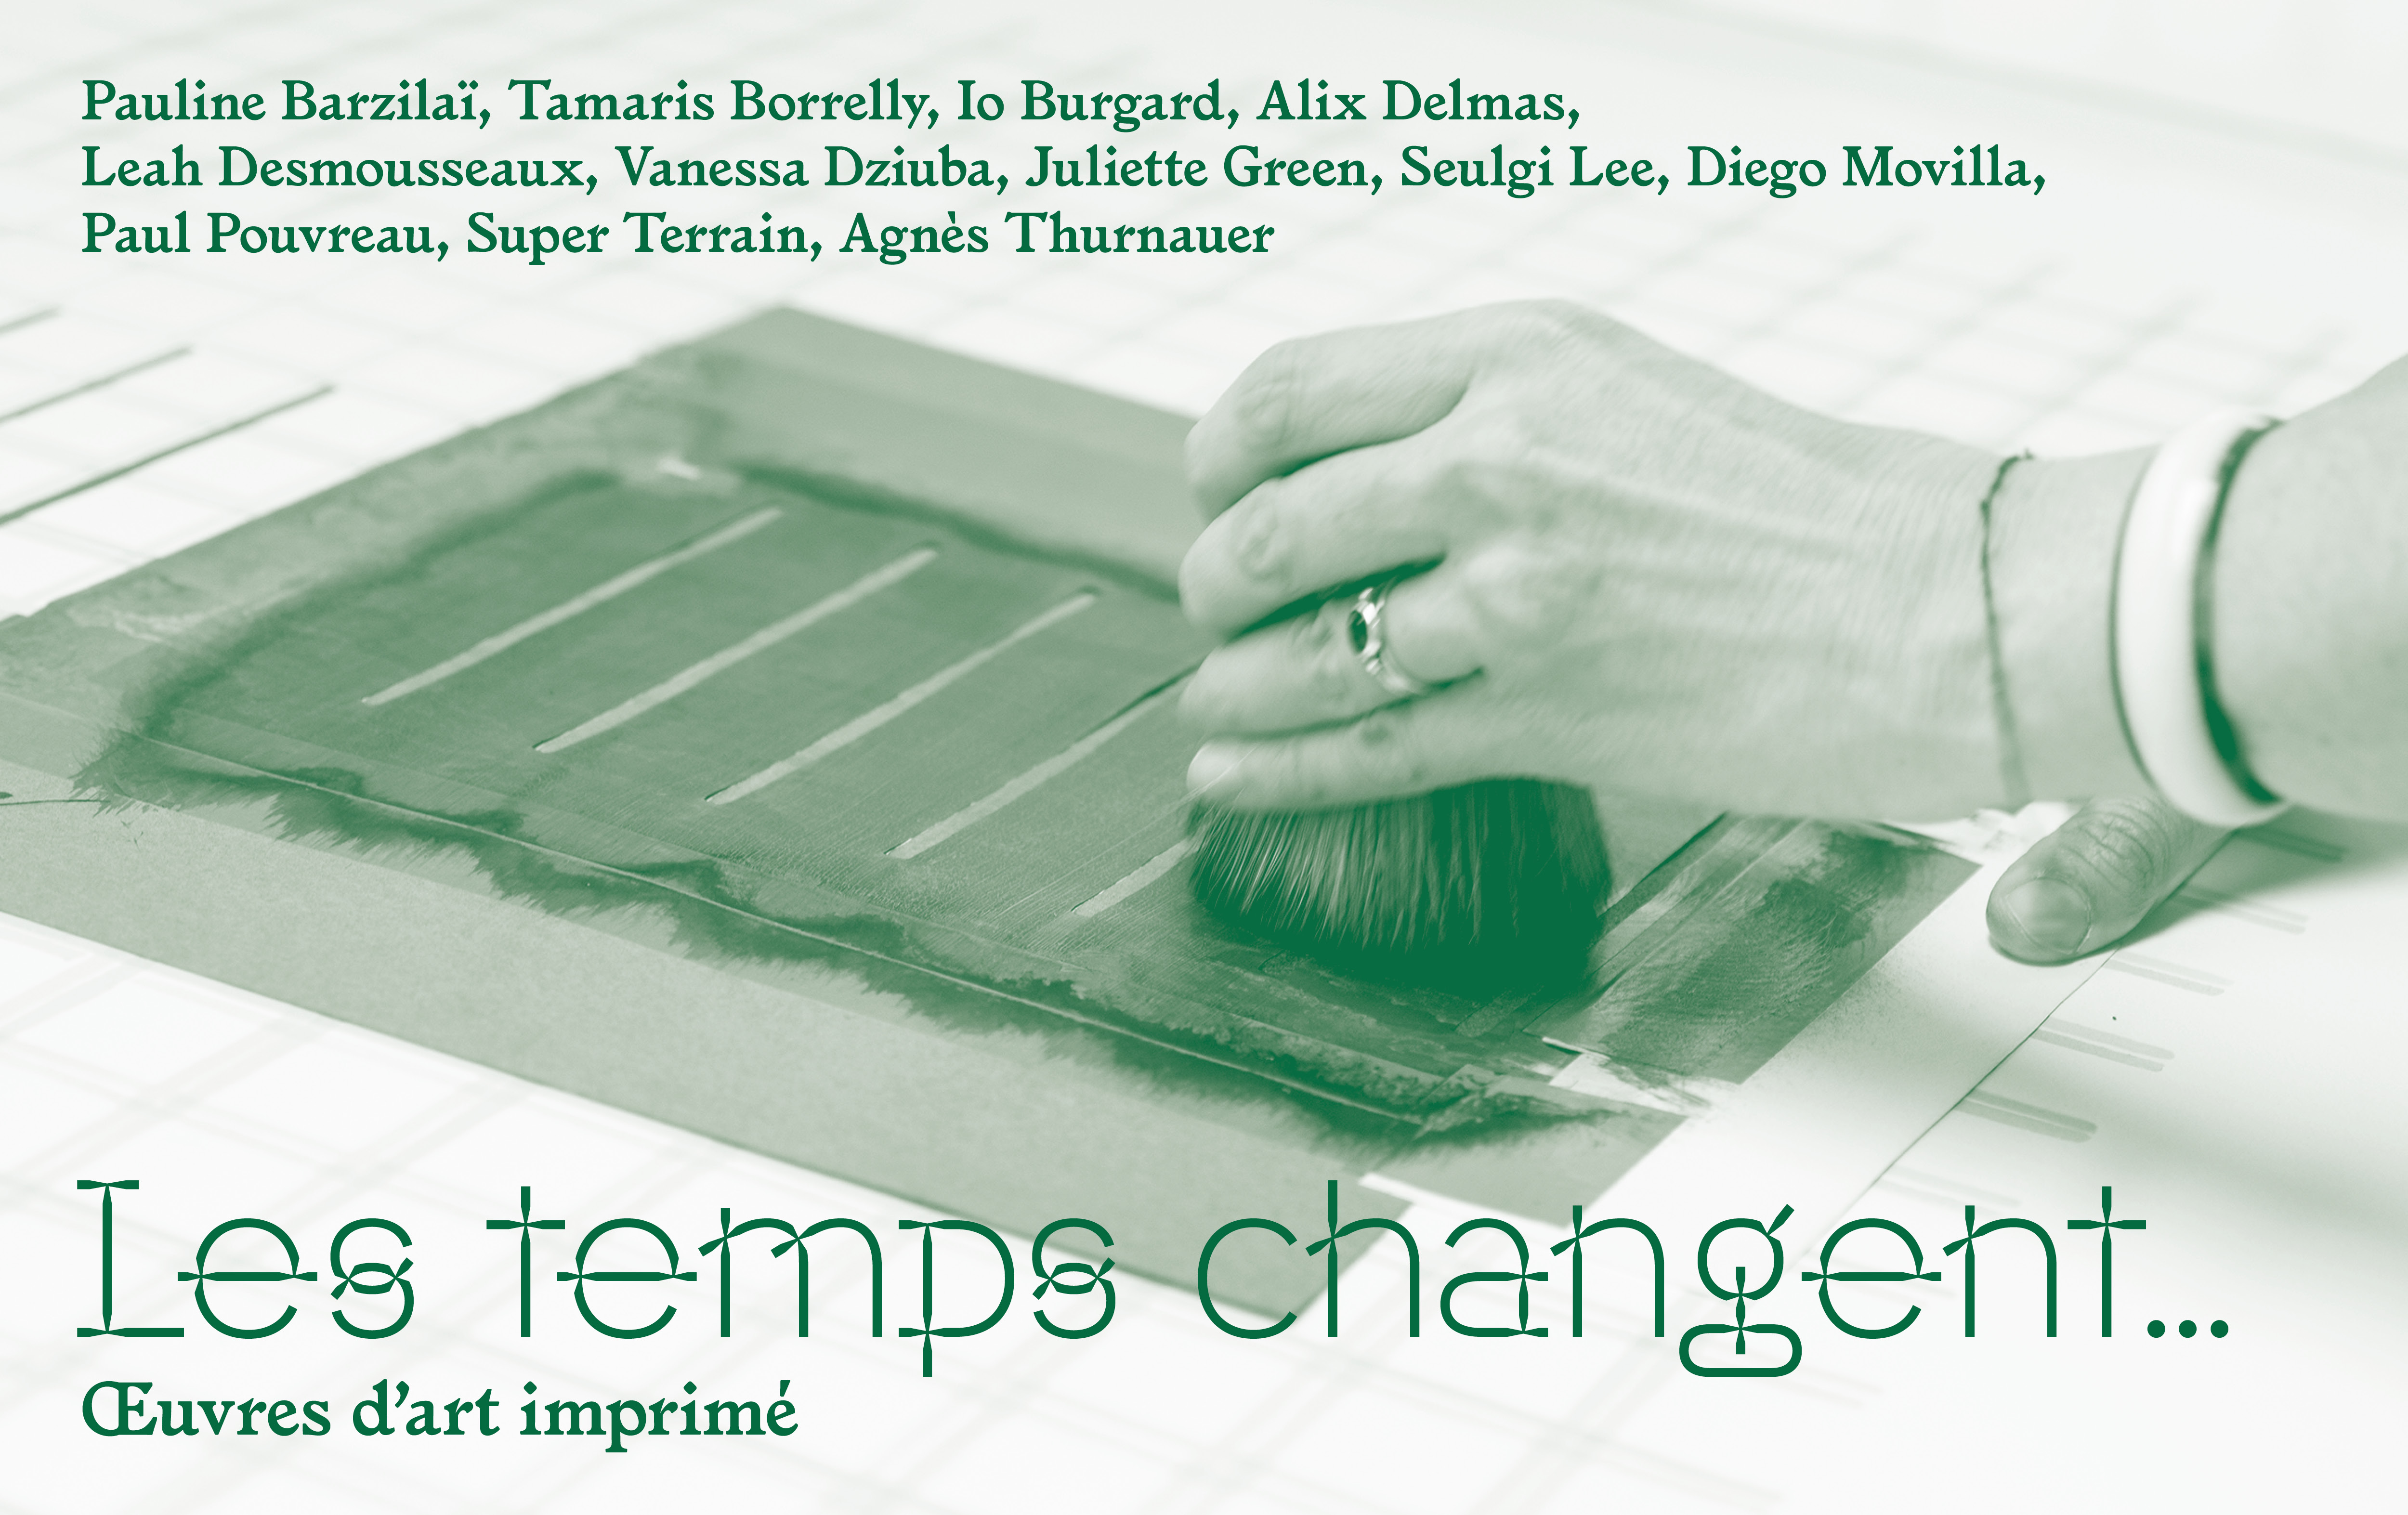 Pauline Barzilaï, Tamaris Borrelly, Io Burgard, Alix Delmas,
Leah Desmousseaux, Vanessa Dziuba, Juliette Green, Seulgi Lee, Diego Movilla,
Paul Pouvreau, Super Terrain, Agnès Thurnauer
Les temps changent...
Œuvres d’art imprimé